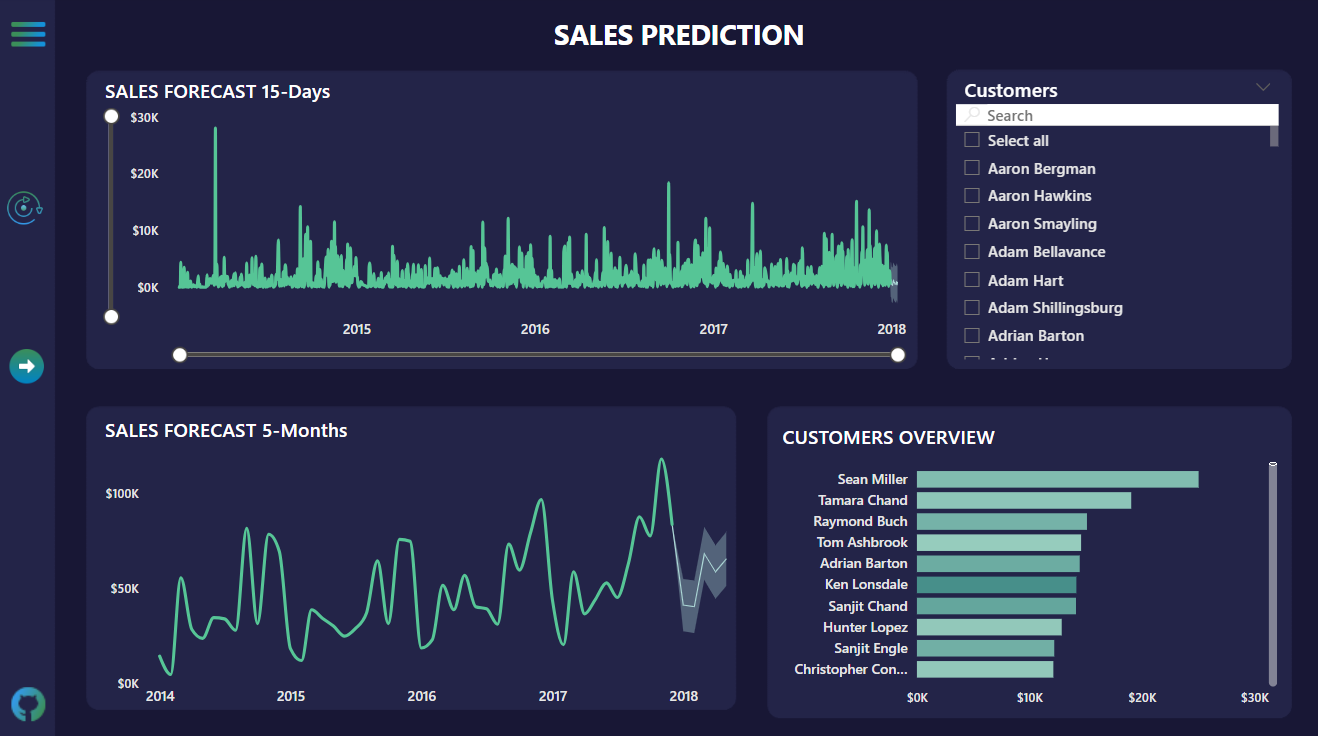 SALES PREDICTION
SALES FORECAST 15-Days
$30K
$20K
$10K
$0K
2015 2016 2017 2018
Customers
Search
Select all
Aaron Bergman
Aaron Hawkins
Aaron Smayling
Adam Bellavance
Adam Hart
Adam Shillingsburg
Adrian Barton
SALES FORECAST 5-Months
$100K
$50K
$0K
2014 2015 2016 2017 2018
CUSTOMERS OVERVIEW
Sean Miller
Tamara Chand
Raymond Buch
Tom Ashbrook
Adrian Barton
Ken Lonsdale
Sanjit Chand
Hunter Lopez
Sanjit Engle
Christopher Con...
$0K $10K $20K $30K